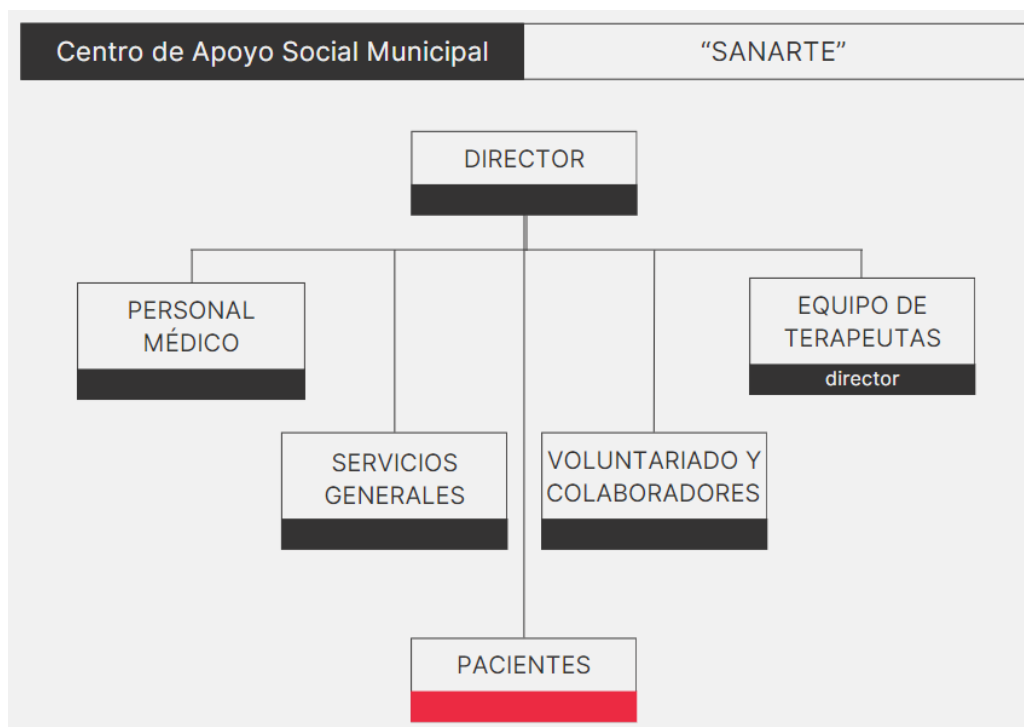 Centro de Apoyo Social Municipal
“SANARTE”
DIRECTOR
PERSONAL
MÉDICO
EQUIPO DE
TERAPEUTAS
director
SERVICIOS
GENERALES
VOLUNTARIADO Y
COLABORADORES
PACIENTES